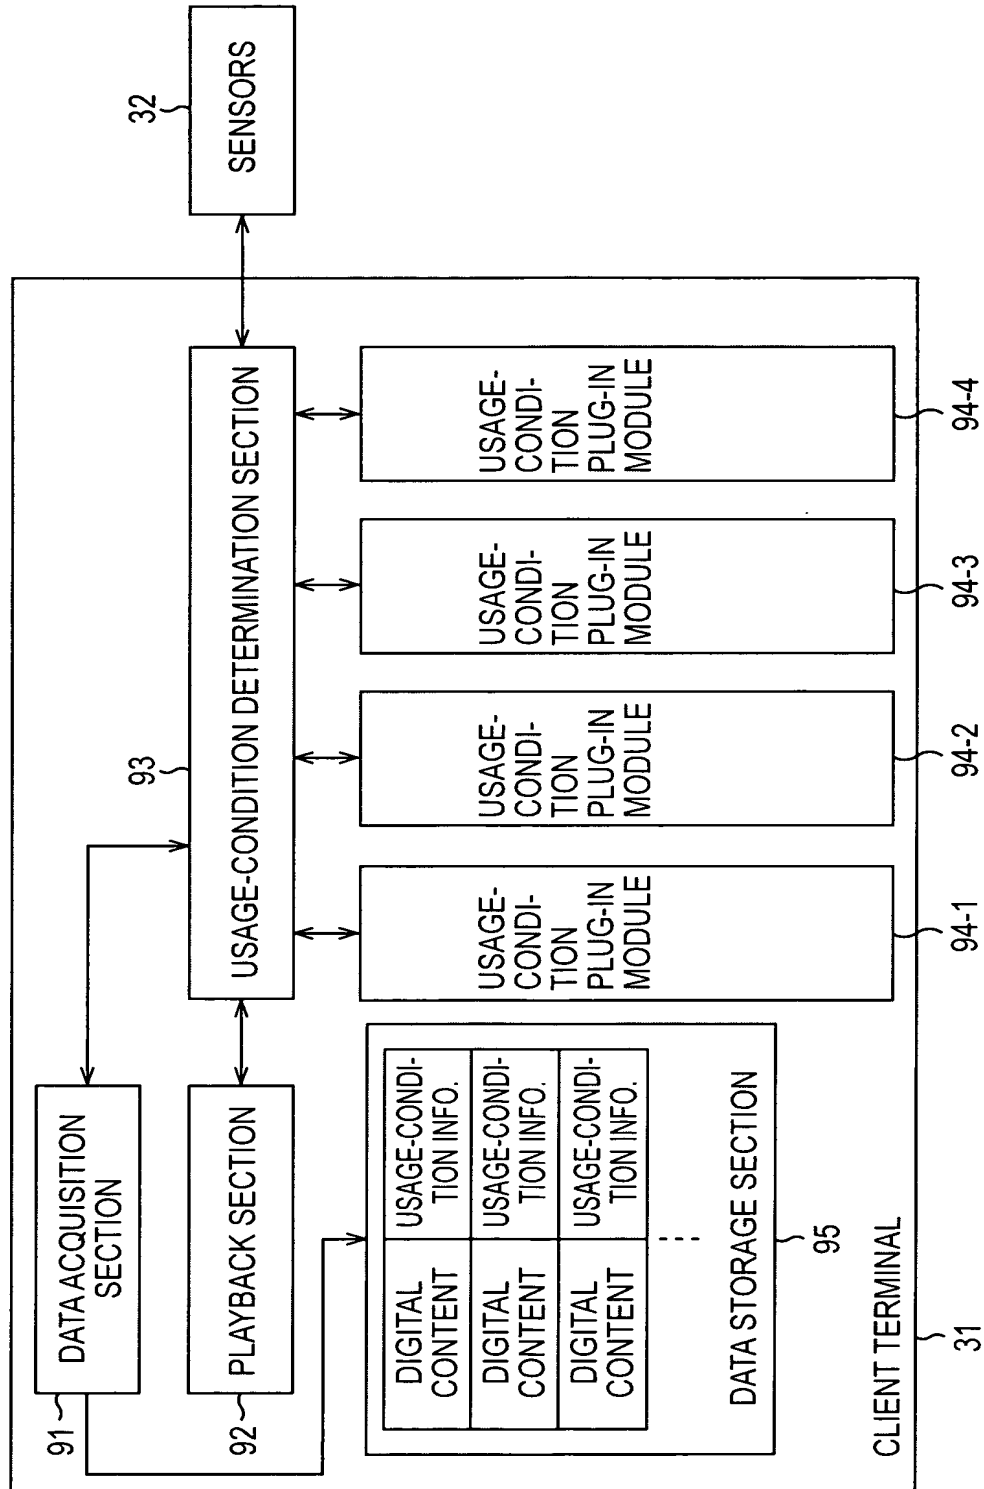 32
SENSORS
93
USAGE-CONDITION DETERMINATION SECTION
91
DATA ACQUISITION
SECTION
92
PLAYBACK SECTION
USAGE-
CONDI-
TION
PLUG-IN
MODULE
94-1
USAGE-
CONDI-
TION
PLUG-IN
MODULE
94-2
USAGE-
CONDI-
TION
PLUG-IN
MODULE
94-3
USAGE-
CONDI-
TION
PLUG-IN
MODULE
94-4
DIGITAL
CONTENT
USAGE-CONDI-
TION INFO.
DIGITAL
CONTENT
USAGE-CONDI-
TION INFO.
DIGITAL
CONTENT
USAGE-CONDI-
TION INFO.
DATA STORAGE SECTION
95
CLIENT TERMINAL
31